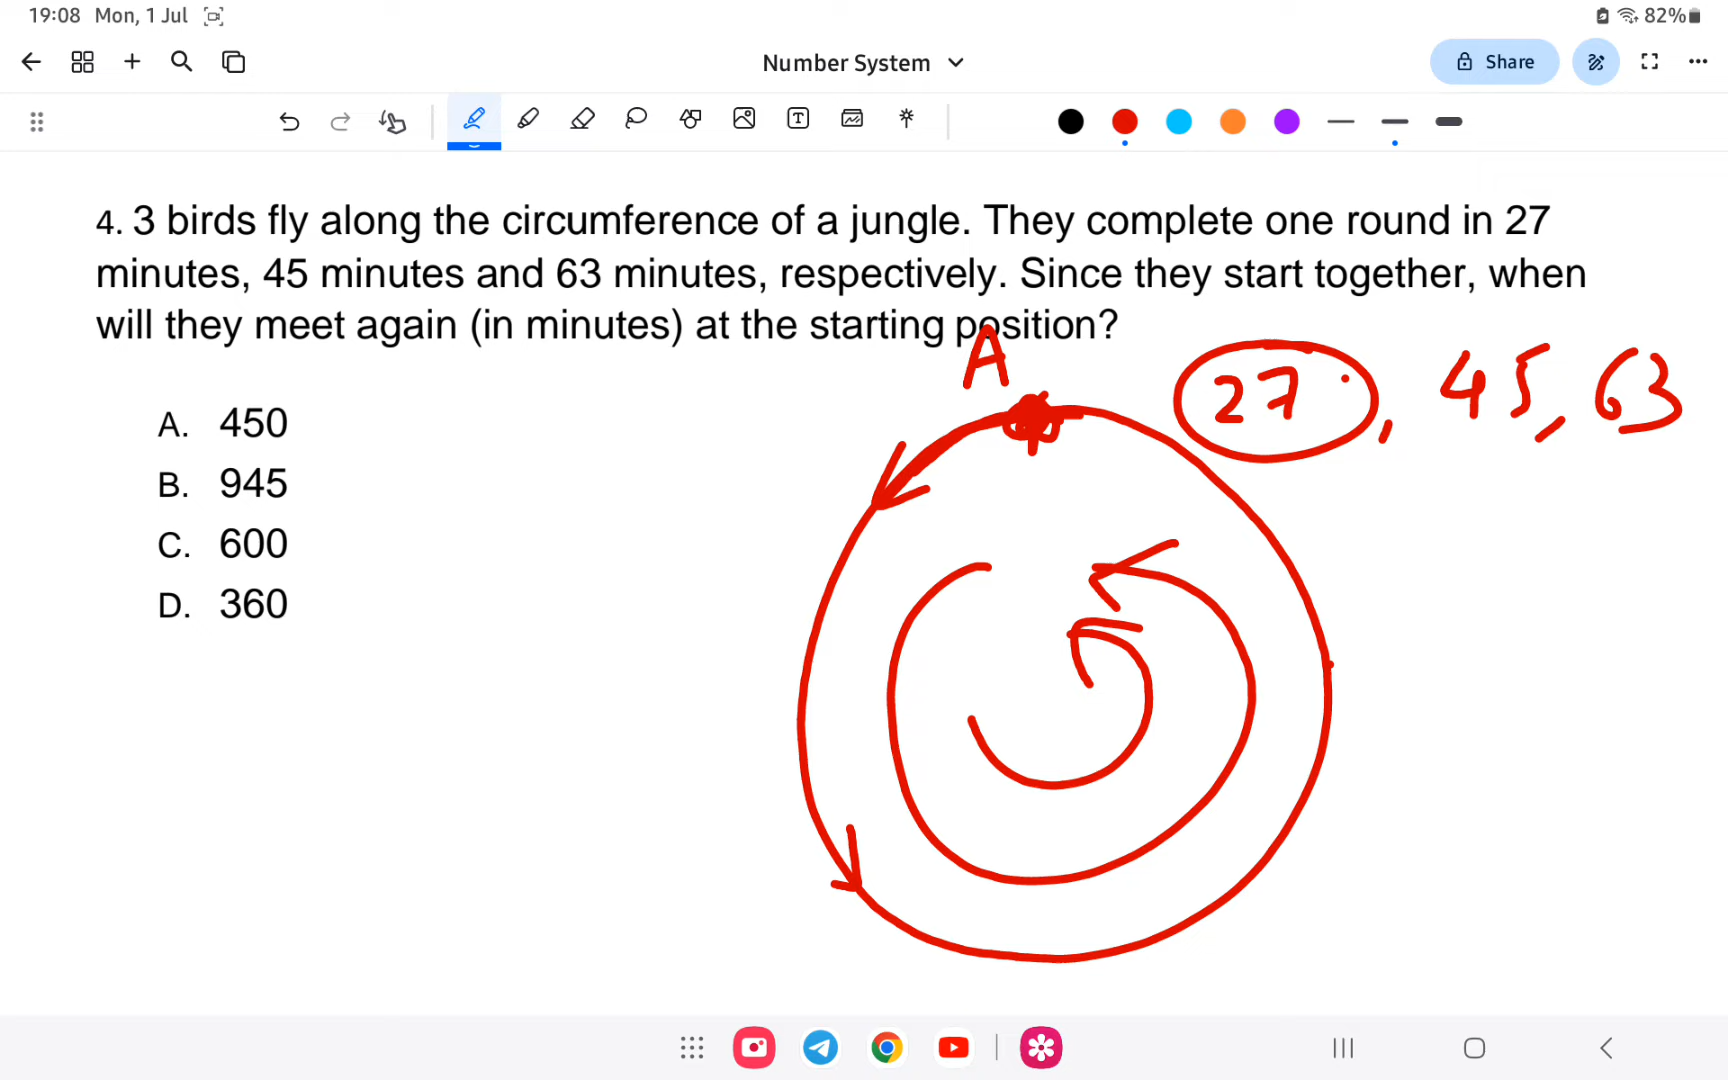 19:08 Mon, 1 Jul
82%
Number System
Share
4. 3 birds fly along the circumference of a jungle. They complete one round in 27
minutes, 45 minutes and 63 minutes, respectively. Since they start together, when
will they meet again (in minutes) at the starting position?
A
27, 45, 63
A. 450
B. 945
C. 600
D. 360